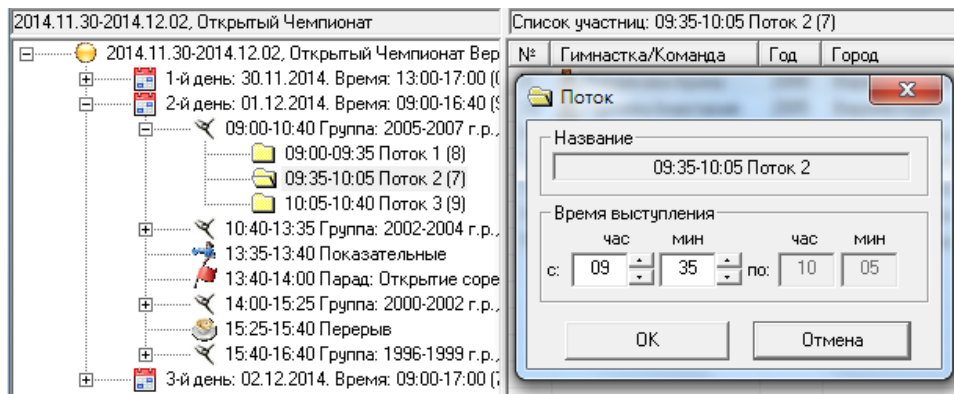 2014.11.30-2014.12.02, Открытый Чемпионат
2014.11.30-2014.12.02, Открытый Чемпионат Вер
1-й день: 30.11.2014. Время: 13:00-17:00 (
2-й день: 01.12.2014. Время: 09:00-16:40 (
09:00-10:40 Группа: 2005-2007 г.р.,
09:00-09:35 Поток 1 (8)
09:35-10:05 Поток 2 (7)
10:05-10:40 Поток 3 (9)
10:40-13:35 Группа: 2002-2004 г.р.,
13:35-13:40 Показательные
13:40-14:00 Парад: Открытие соре
14:00-15:25 Группа: 2000-2002 г.р.,
15:25-15:40 Перерыв
15:40-16:40 Группа: 1996-1999 г.р.,
3-й день: 02.12.2014. Время: 09:00-17:00 (
Список участниц: 09:35-10:05 Поток 2 (7)
№ Гимнастка/Команда Год Город
Поток
Название
09:35-10:05 Поток 2
Время выступления
час мин час мин
с: 09 35 по: 10 05
OK Отмена